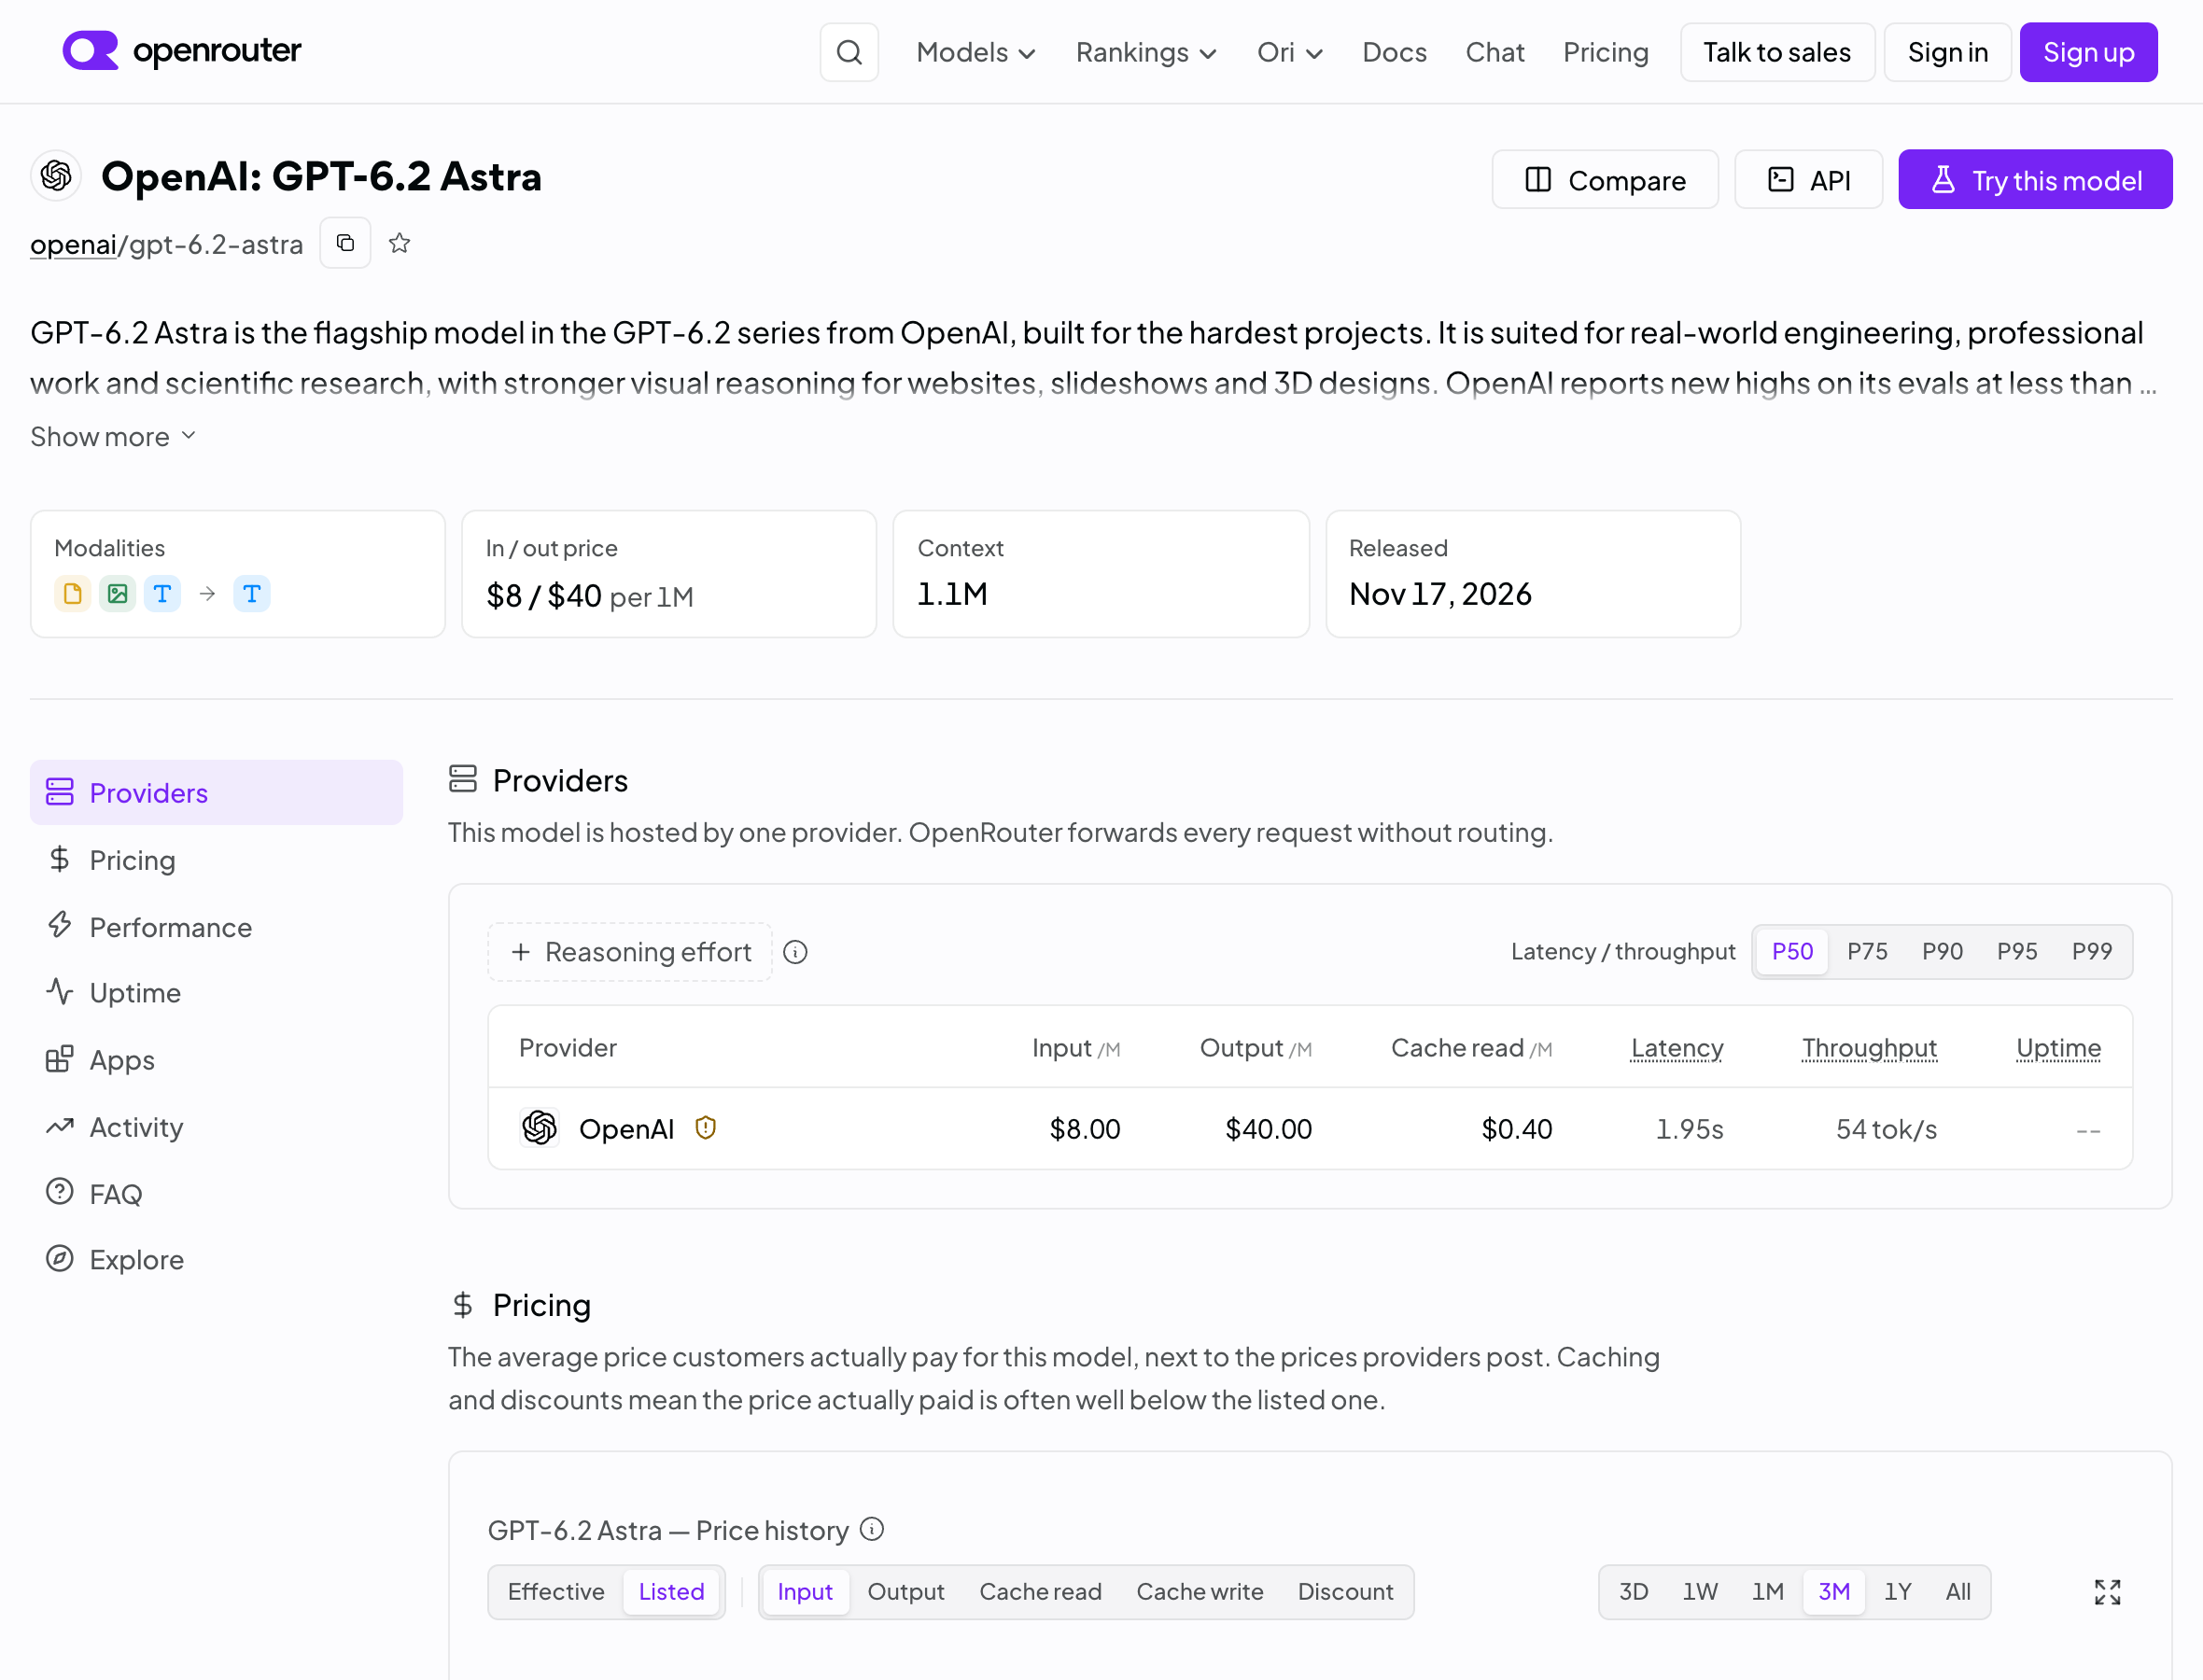 openrouter
Models
Rankings
Ori
Docs
Chat
Pricing
Talk to sales
Sign in
Sign up
OpenAI: GPT-6.2 Astra
Compare
API
Try this model
openai/gpt-6.2-astra
GPT-6.2 Astra is the flagship model in the GPT-6.2 series from OpenAI, built for the hardest projects. It is suited for real-world engineering, professional
work and scientific research, with stronger visual reasoning for websites, slideshows and 3D designs. OpenAI reports new highs on its evals at less than ...
Show more
Modalities
T
T
In / out price
$8 / $40 per 1M
Context
1.1M
Released
Nov 17, 2026
Providers
Pricing
Performance
Uptime
Apps
Activity
FAQ
Explore
Providers
This model is hosted by one provider. OpenRouter forwards every request without routing.
+ Reasoning effort
Latency / throughput
P50 P75 P90 P95 P99
Provider Input /M Output /M Cache read /M Latency Throughput Uptime
OpenAI $8.00 $40.00 $0.40 1.95s 54 tok/s --
$ Pricing
The average price customers actually pay for this model, next to the prices providers post. Caching
and discounts mean the price actually paid is often well below the listed one.
GPT-6.2 Astra — Price history
Effective Listed Input Output Cache read Cache write Discount 3D 1W 1M 3M 1Y All